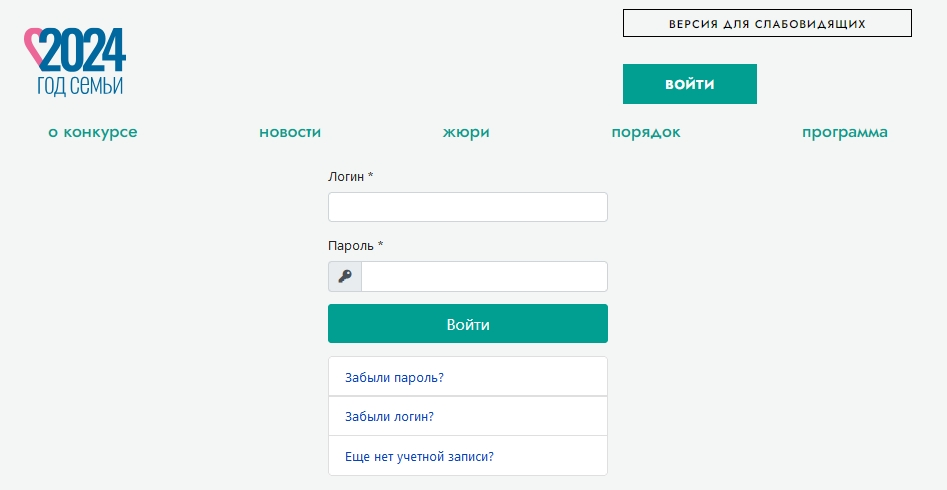 2024
ГОД СЕМЬИ
ВЕРСИЯ ДЛЯ СЛАБОВИДЯЩИХ
ВОЙТИ
о конкурсе
новости
жюри
порядок
программа
Логин *
Пароль *
Войти
Забыли пароль?
Забыли логин?
Еще нет учетной записи?